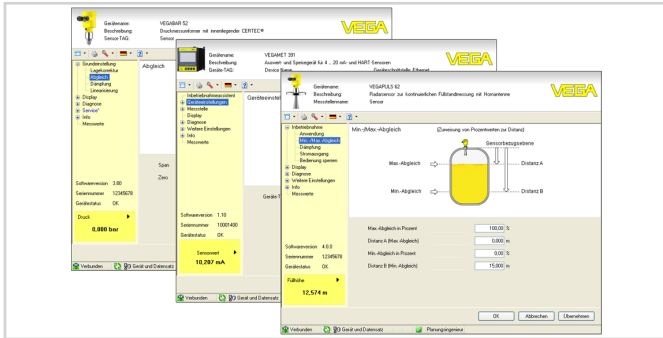 Gerätename: VEGABAR 52
Beschreibung: Druckmessumformer mit innenliegender CERTEC®
Sensor-TAG: Sensor
VEGA
Grundeinstellung
Lagekorrektur
Abgleich
Dämpfung
Linearisierung
Display
Diagnose
Service
Info
Messwerte
Abgleich
Span
Zero
Softwareversion 3.80
Seriennummer 12345678
Gerätestatus OK
Druck
0,000 bar
Verbunden
Gerät und Datensatz
Gerätename: VEGAMET 391
Beschreibung: Auswert- und Speisegerät für 4 ... 20 mA- und HART-Sensoren
Geräte-TAG: Device Name
Geräteschnittstelle: Ethernet
VEGA
Inbetriebnahmeassistent
Geräteeinstellungen
Messstelle
Display
Diagnose
Weitere Einstellungen
Info
Messwerte
Geräteeinst
Geräte-T
Softwareversion 1.10
Seriennummer 10001400
Gerätestatus OK
Sensorwert
10,207 mA
Verbunden
Gerät und Datensatz
Gerätename: VEGAPULS 62
Beschreibung: Radarsensor zur kontinuierlichen Füllstandmessung mit Hornantenne
Messstellenname: Sensor
VEGA
Inbetriebnahme
Anwendung
Min.-/Max.-Abgleich
Dämpfung
Stromausgang
Bedienung sperren
Display
Diagnose
Weitere Einstellungen
Info
Messwerte
Min-/Max-Abgleich
(Zuweisung von Prozentwerten zur Distanz)
Sensorbezugsebene
Max.-Abgleich
Distanz A
Min.-Abgleich
Distanz B
Max.-Abgleich in Prozent 100,00 %
Distanz A (Max.-Abgleich) 0,000 m
Min.-Abgleich in Prozent 0,00 %
Distanz B (Min.-Abgleich) 15,000 m
Softwareversion 4.0.0
Seriennummer 12345678
Gerätestatus OK
Füllhöhe
12,574 m
OK Abbrechen Übernehmen
Verbunden
Gerät und Datensatz
Planungsingenieur